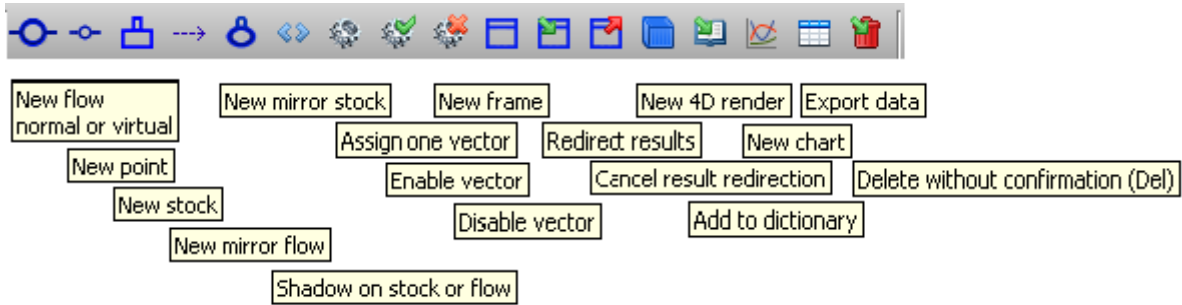 New flow
normal or virtual
New mirror stock
New frame
New 4D render
Export data
Assign one vector
Redirect results
New chart
New point
Enable vector
Cancel result redirection
Delete without confirmation (Del)
New stock
Disable vector
Add to dictionary
New mirror flow
Shadow on stock or flow